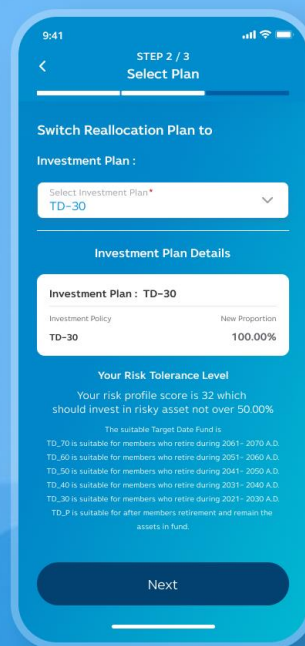 9:41
STEP 2 / 3
Select Plan
Switch Reallocation Plan to
Investment Plan :
Select Investment Plan*
TD-30
Investment Plan Details
Investment Plan : TD-30
Investment Policy New Proportion
TD-30 100.00%
Your Risk Tolerance Level
Your risk profile score is 32 which
should invest in risky asset not over 50.00%
The suitable Target Date Fund is
TD_70 is suitable for members who retire during 2061- 2070 A.D.
TD_60 is suitable for members who retire during 2051- 2060 A.D.
TD_50 is suitable for members who retire during 2041- 2050 A.D.
TD_40 is suitable for members who retire during 2031- 2040 A.D.
TD_30 is suitable for members who retire during 2021- 2030 A.D.
TD_P is suitable for after members retirement and remain the
assets in fund.
Next